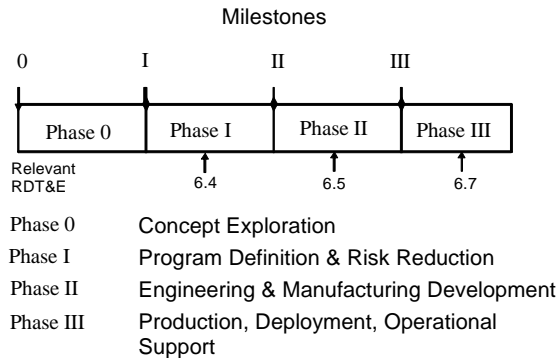 Milestones
0 I II III
Phase 0 Phase I Phase II Phase III
Relevant
RDT&E
6.4 6.5 6.7
Phase 0 Concept Exploration
Phase I Program Definition & Risk Reduction
Phase II Engineering & Manufacturing Development
Phase III Production, Deployment, Operational
Support